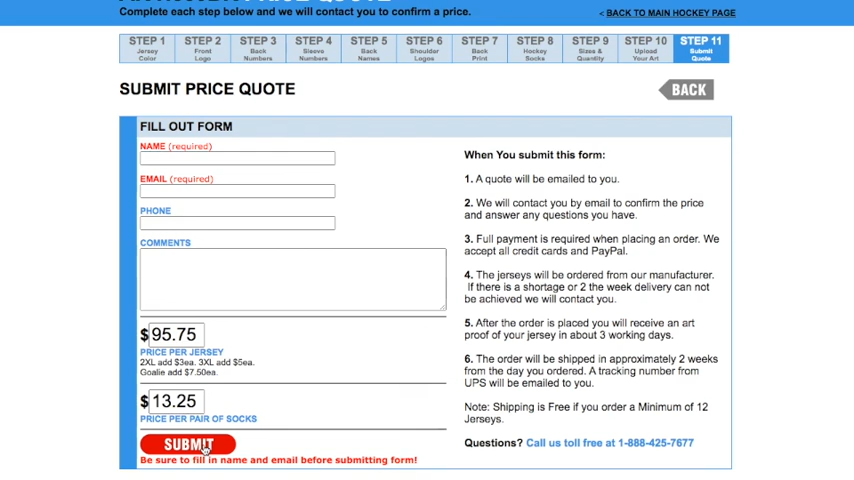 Complete each step below and we will contact you to confirm a price.
< BACK TO MAIN HOCKEY PAGE
STEP 1
Jersey
Color
STEP 2
Front
Logo
STEP 3
Back
Numbers
STEP 4
Sleeve
Numbers
STEP 5
Back
Names
STEP 6
Shoulder
Logos
STEP 7
Back
Print
STEP 8
Hockey
Socks
STEP 9
Sizes &
Quantity
STEP 10
Upload
Your Art
STEP 11
Submit
Quote
SUBMIT PRICE QUOTE
BACK
FILL OUT FORM
NAME (required)
EMAIL (required)
PHONE
COMMENTS
$95.75
PRICE PER JERSEY
2XL add $3ea. 3XL add $5ea.
Goalie add $7.50ea.
$13.25
PRICE PER PAIR OF SOCKS
SUBMIT
Be sure to fill in name and email before submitting form!
When You submit this form:
1. A quote will be emailed to you.
2. We will contact you by email to confirm the price
and answer any questions you have.
3. Full payment is required when placing an order. We
accept all credit cards and PayPal.
4. The jerseys will be ordered from our manufacturer.
If there is a shortage or 2 the week delivery can not
be achieved we will contact you.
5. After the order is placed you will receive an art
proof of your jersey in about 3 working days.
6. The order will be shipped in approximately 2 weeks
from the day you ordered. A tracking number from
UPS will be emailed to you.
Note: Shipping is Free if you order a Minimum of 12
Jerseys.
Questions? Call us toll free at 1-888-425-7677